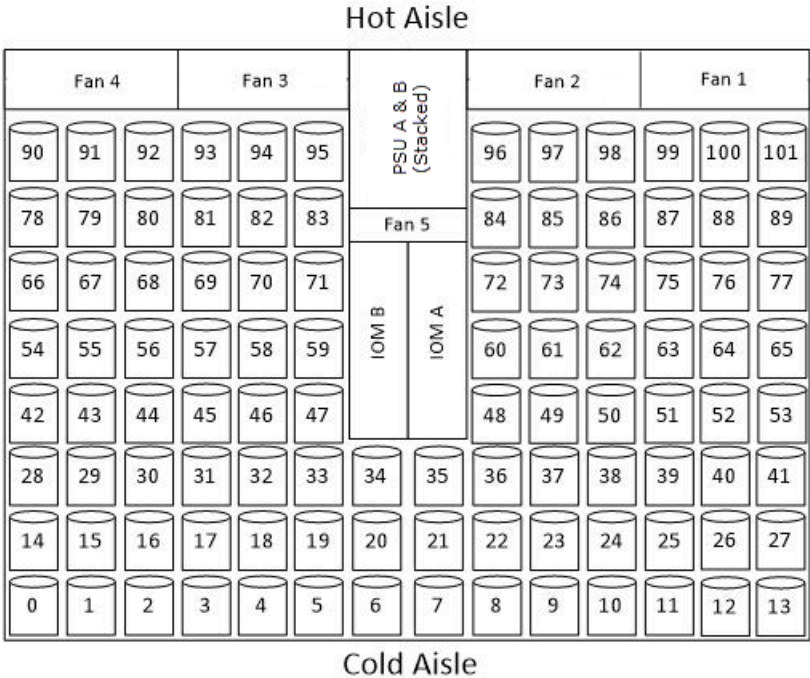 Hot Aisle
Fan 4 Fan 3 PSU A & B (Stacked) Fan 2 Fan 1
90 91 92 93 94 95 96 97 98 99 100 101
78 79 80 81 82 83 Fan 5 84 85 86 87 88 89
66 67 68 69 70 71 72 73 74 75 76 77
IOM B IOM A
54 55 56 57 58 59 60 61 62 63 64 65
42 43 44 45 46 47 48 49 50 51 52 53
28 29 30 31 32 33 34 35 36 37 38 39 40 41
14 15 16 17 18 19 20 21 22 23 24 25 26 27
0 1 2 3 4 5 6 7 8 9 10 11 12 13
Cold Aisle